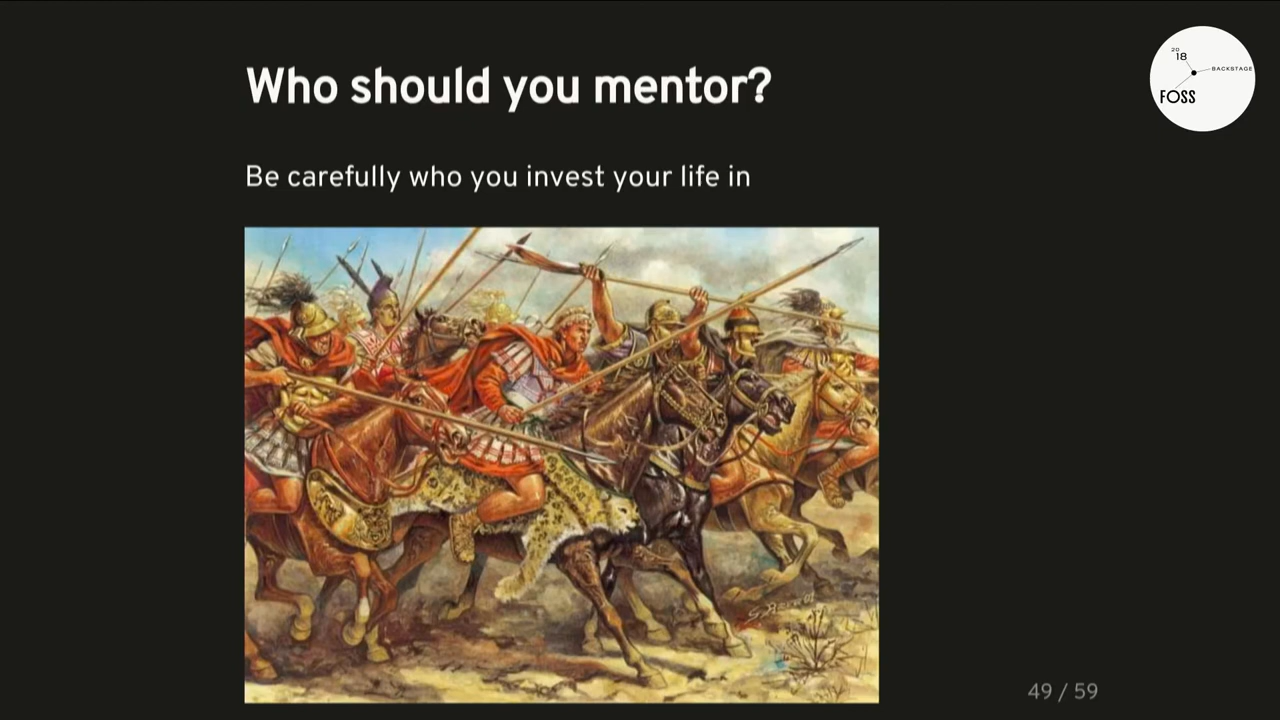 Who should you mentor?
20
18
BACKSTAGE
FOSS
Be carefully who you invest your life in
49 / 59